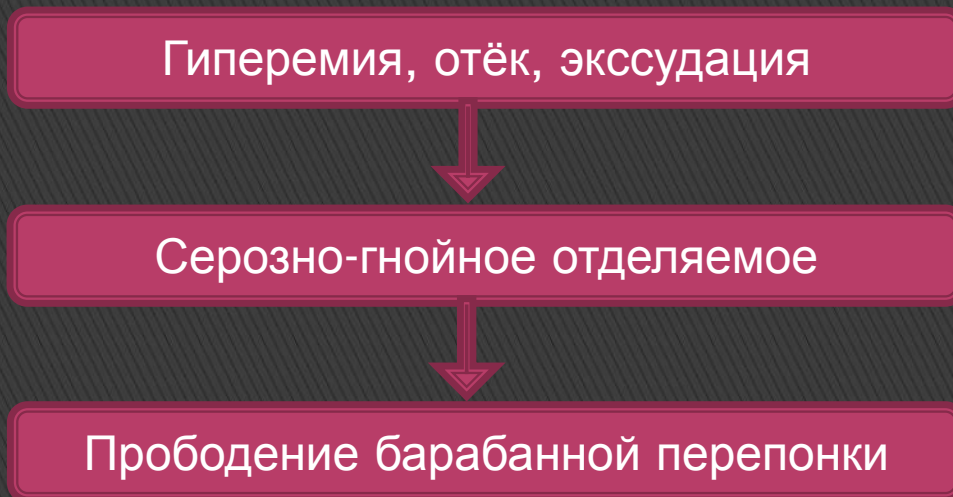 Гиперемия, отёк, экссудация
Серозно-гнойное отделяемое
Прободение барабанной перепонки